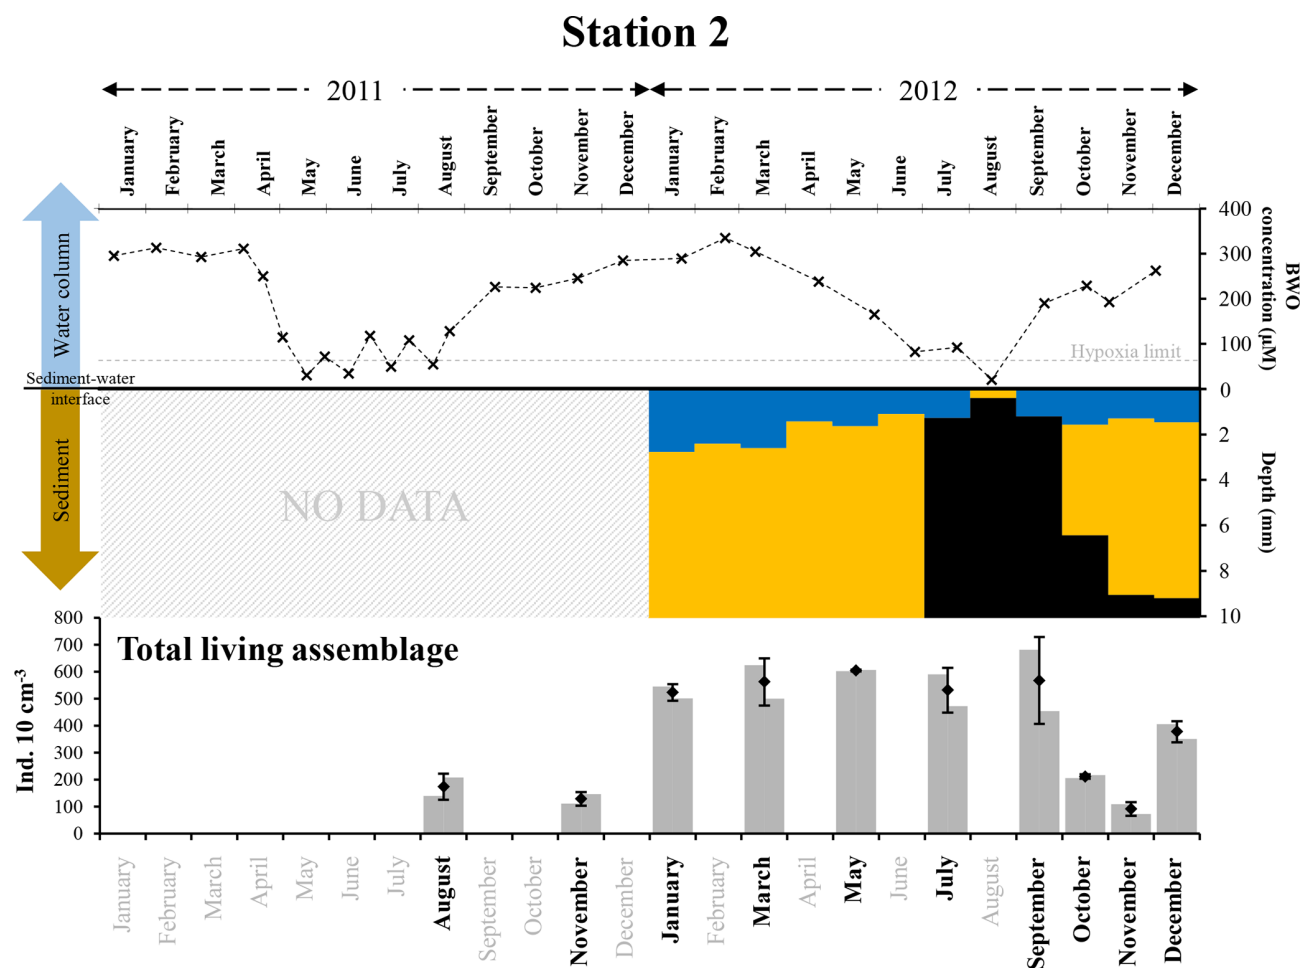 Station 2
2011
2012
January
February
March
April
May
June
July
August
September
October
November
December
January
February
March
April
May
June
July
August
September
October
November
December
Water column
400
300
200
100
0
BWO
concentration (µM)
Hypoxia limit
Sediment-water
interface
Sediment
NO DATA
2
4
6
8
10
Depth (mm)
Total living assemblage
800
700
600
500
400
300
200
100
0
Ind. 10 cm⁻³
January
February
March
April
May
June
July
August
September
October
November
December
January
February
March
April
May
June
July
August
September
October
November
December